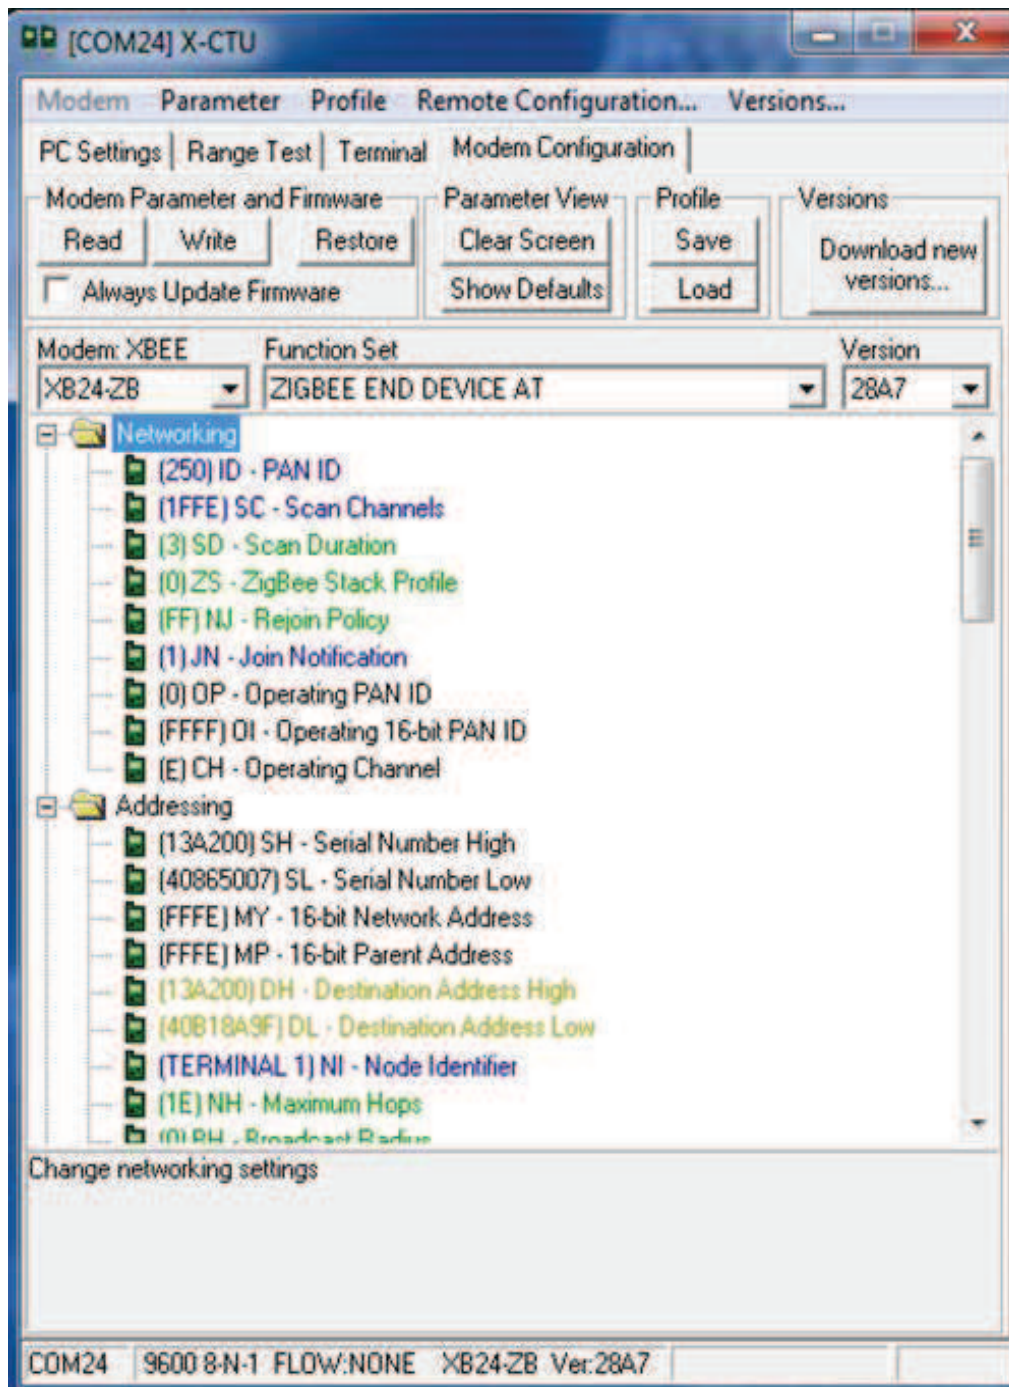 [COM24] X-CTU
Modem Parameter Profile Remote Configuration... Versions...
PC Settings Range Test Terminal Modem Configuration
Modem Parameter and Firmware Parameter View Profile Versions
Read Write Restore Clear Screen Save Download new versions...
Always Update Firmware Show Defaults Load
Modem: XBEE Function Set Version
XB24-ZB ZIGBEE END DEVICE AT 28A7
Networking
(250) ID - PAN ID
(1FFE) SC - Scan Channels
(3) SD - Scan Duration
(0) ZS - ZigBee Stack Profile
(FF) NJ - Rejoin Policy
(1) JN - Join Notification
(0) OP - Operating PAN ID
(FFFF) OI - Operating 16-bit PAN ID
(E) CH - Operating Channel
Addressing
(13A200) SH - Serial Number High
(40865007) SL - Serial Number Low
(FFFE) MY - 16-bit Network Address
(FFFE) MP - 16-bit Parent Address
(13A200) DH - Destination Address High
(40B18A9F) DL - Destination Address Low
(TERMINAL 1) NI - Node Identifier
(1E) NH - Maximum Hops
(0) BH - Broadcast Radius
Change networking settings
COM24 9600 8-N-1 FLOW:NONE XB24-ZB Ver:28A7